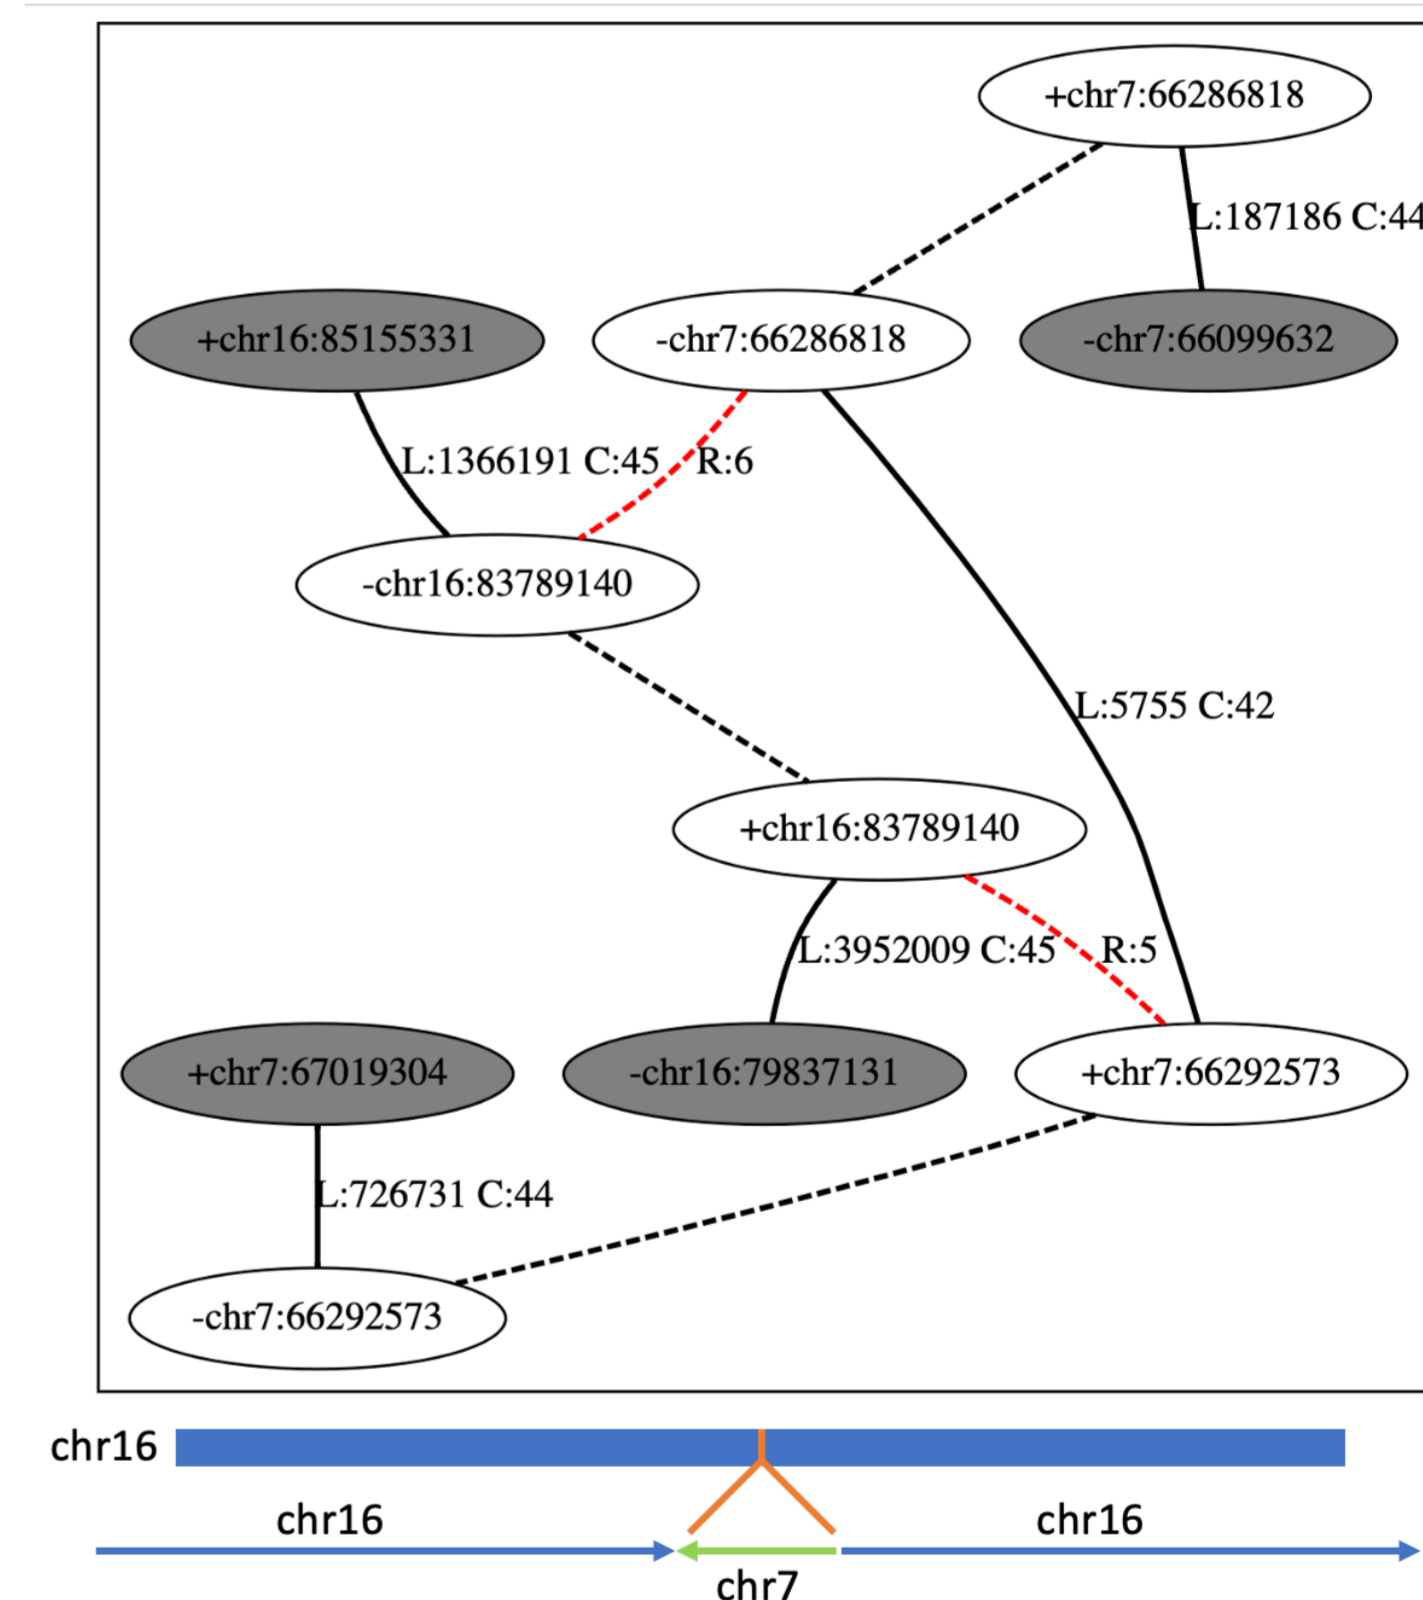 +chr7:66286818
L:187186 C:44
+chr16:85155331
-chr7:66286818
-chr7:66099632
L:1366191 C:45
R:6
-chr16:83789140
L:5755 C:42
+chr16:83789140
L:3952009 C:45
R:5
+chr7:67019304
-chr16:79837131
+chr7:66292573
L:726731 C:44
-chr7:66292573
chr16
chr16
chr16
chr7